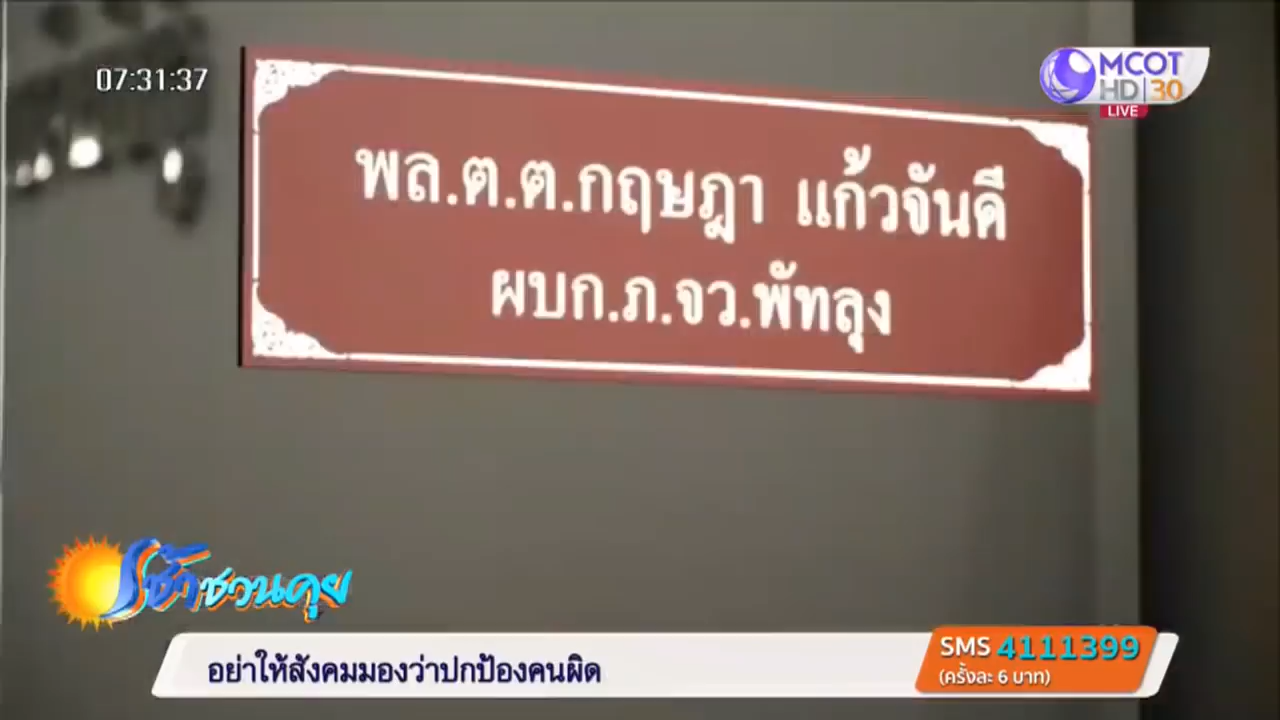 07:31:37
MCOT
HD 30
LIVE
พล.ต.ต.กฤษฎา แก้วจันดี
ผบก.ภ.จว.พัทลุง
เช้าชวนคุย
อย่าให้สังคมมองว่าปกป้องคนผิด
SMS 4111399
(ครั้งละ 6 บาท)